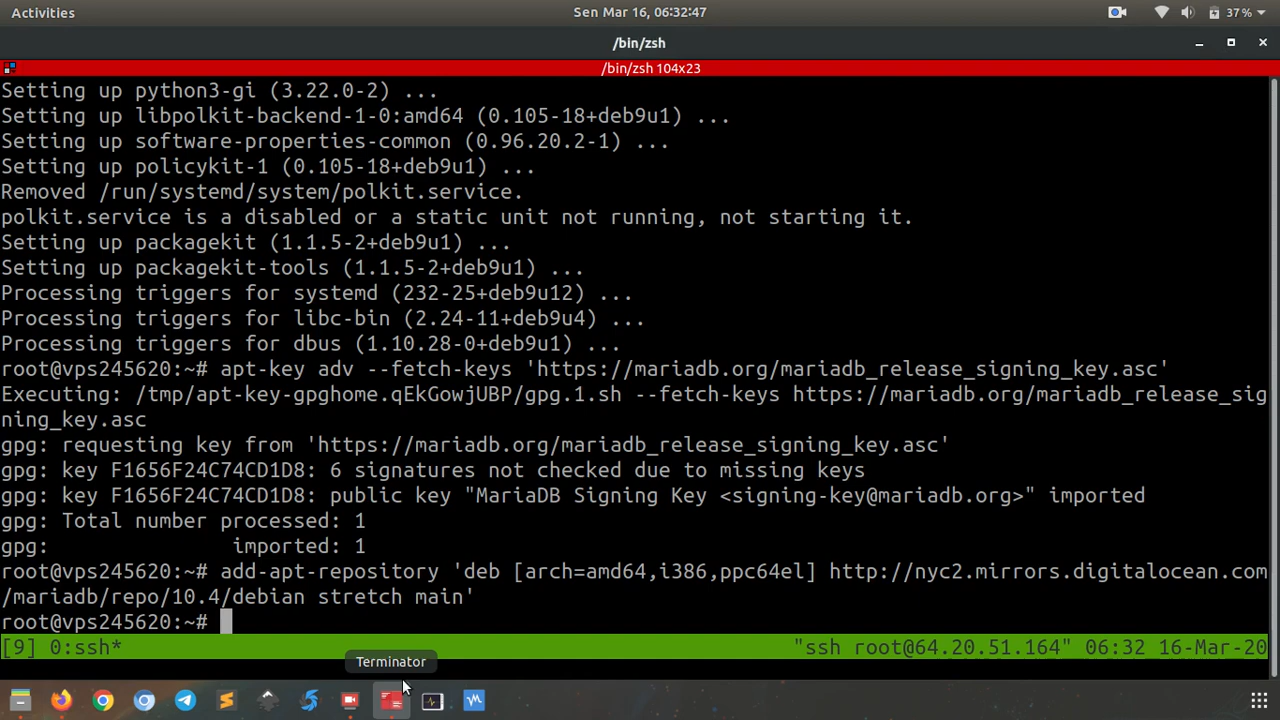 Activities
Sen Mar 16, 06:32:47
37%
/bin/zsh
/bin/zsh 104x23
Setting up python3-gi (3.22.0-2) ...
Setting up libpolkit-backend-1-0:amd64 (0.105-18+deb9u1) ...
Setting up software-properties-common (0.96.20.2-1) ...
Setting up policykit-1 (0.105-18+deb9u1) ...
Removed /run/systemd/system/polkit.service.
polkit.service is a disabled or a static unit not running, not starting it.
Setting up packagekit (1.1.5-2+deb9u1) ...
Setting up packagekit-tools (1.1.5-2+deb9u1) ...
Processing triggers for systemd (232-25+deb9u12) ...
Processing triggers for libc-bin (2.24-11+deb9u4) ...
Processing triggers for dbus (1.10.28-0+deb9u1) ...
root@vps245620:~# apt-key adv --fetch-keys 'https://mariadb.org/mariadb_release_signing_key.asc'
Executing: /tmp/apt-key-gpghome.qEkGowjUBP/gpg.1.sh --fetch-keys https://mariadb.org/mariadb_release_sig
ning_key.asc
gpg: requesting key from 'https://mariadb.org/mariadb_release_signing_key.asc'
gpg: key F1656F24C74CD1D8: 6 signatures not checked due to missing keys
gpg: key F1656F24C74CD1D8: public key "MariaDB Signing Key <signing-key@mariadb.org>" imported
gpg: Total number processed: 1
gpg:               imported: 1
root@vps245620:~# add-apt-repository 'deb [arch=amd64,i386,ppc64el] http://nyc2.mirrors.digitalocean.com
/mariadb/repo/10.4/debian stretch main'
root@vps245620:~#
[9] 0:ssh* "ssh root@64.20.51.164" 06:32 16-Mar-20
Terminator